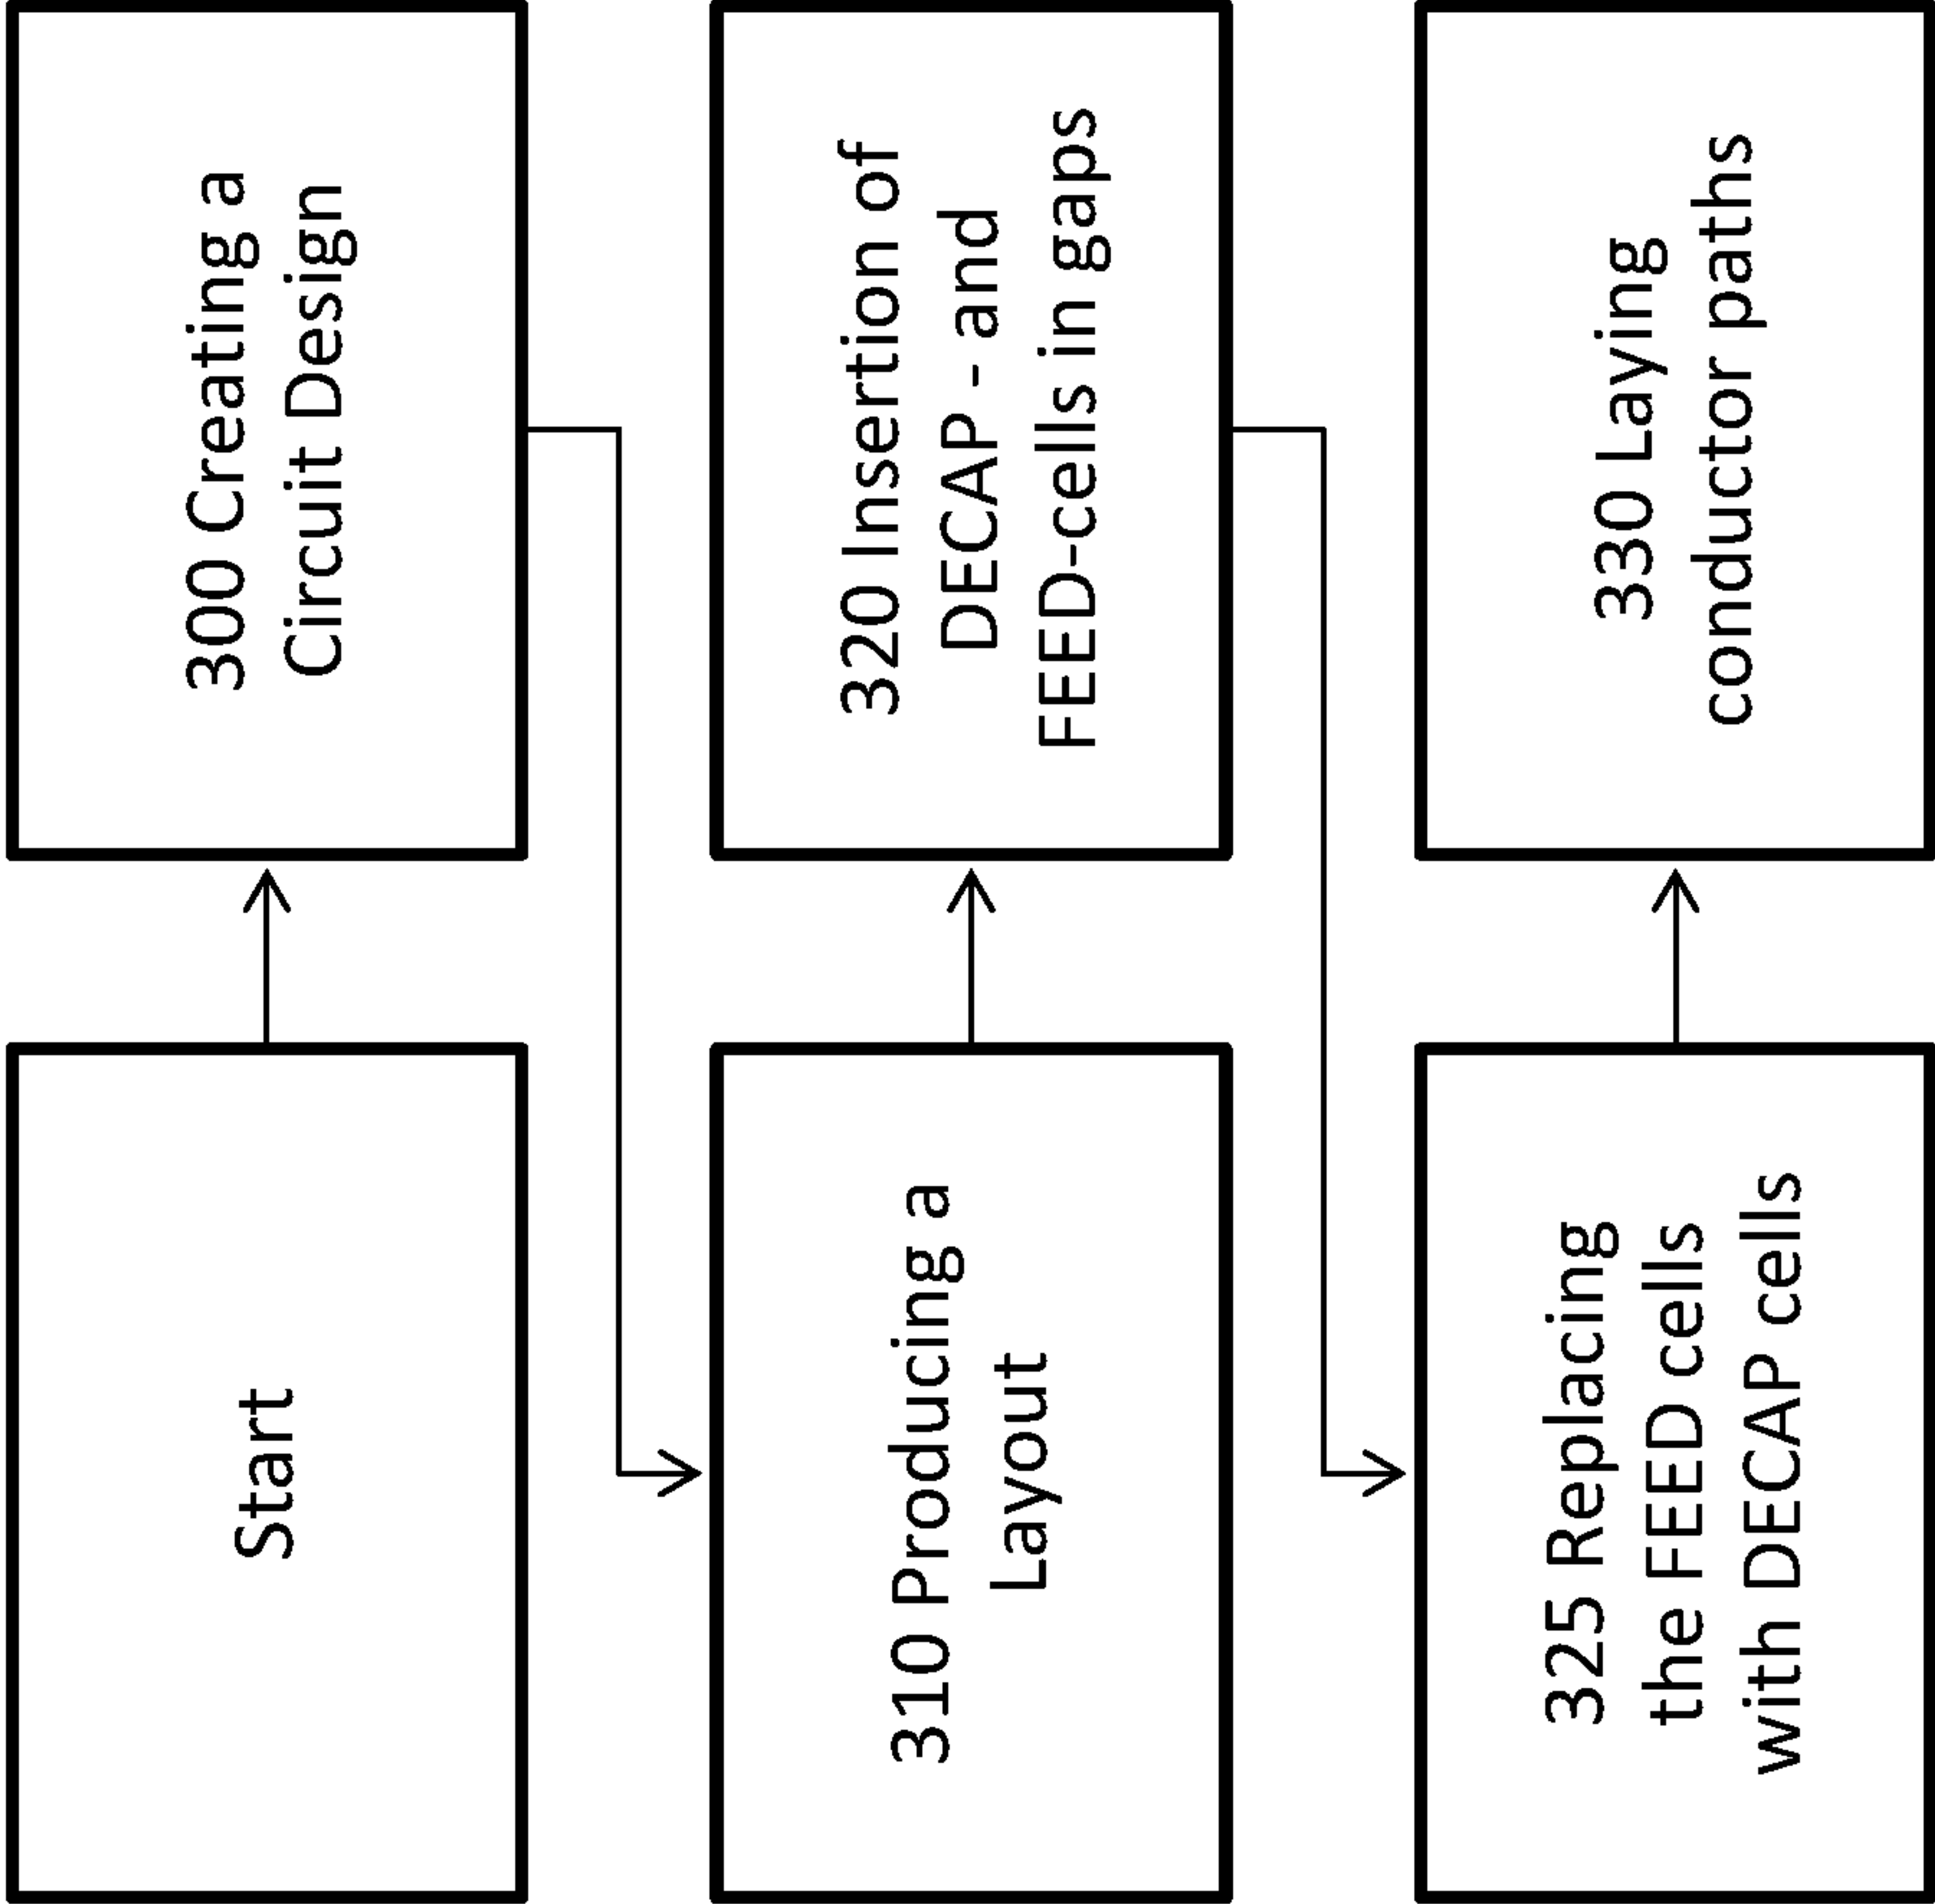 Start
300 Creating a
Circuit Design
310 Producing a
Layout
320 Insertion of
DECAP - and
FEED-cells in gaps
325 Replacing
the FEED cells
with DECAP cells
330 Laying
conductor paths